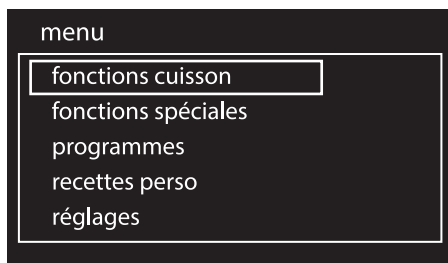 menu
fonctions cuisson
fonctions spéciales
programmes
recettes perso
réglages